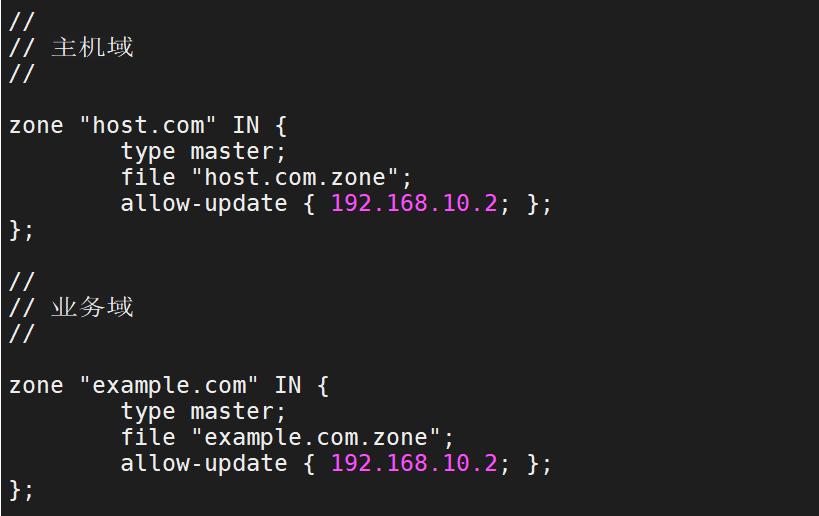 //
// 主机域
//
zone "host.com" IN {
        type master;
        file "host.com.zone";
        allow-update { 192.168.10.2; };
};
//
// 业务域
//
zone "example.com" IN {
        type master;
        file "example.com.zone";
        allow-update { 192.168.10.2; };
};